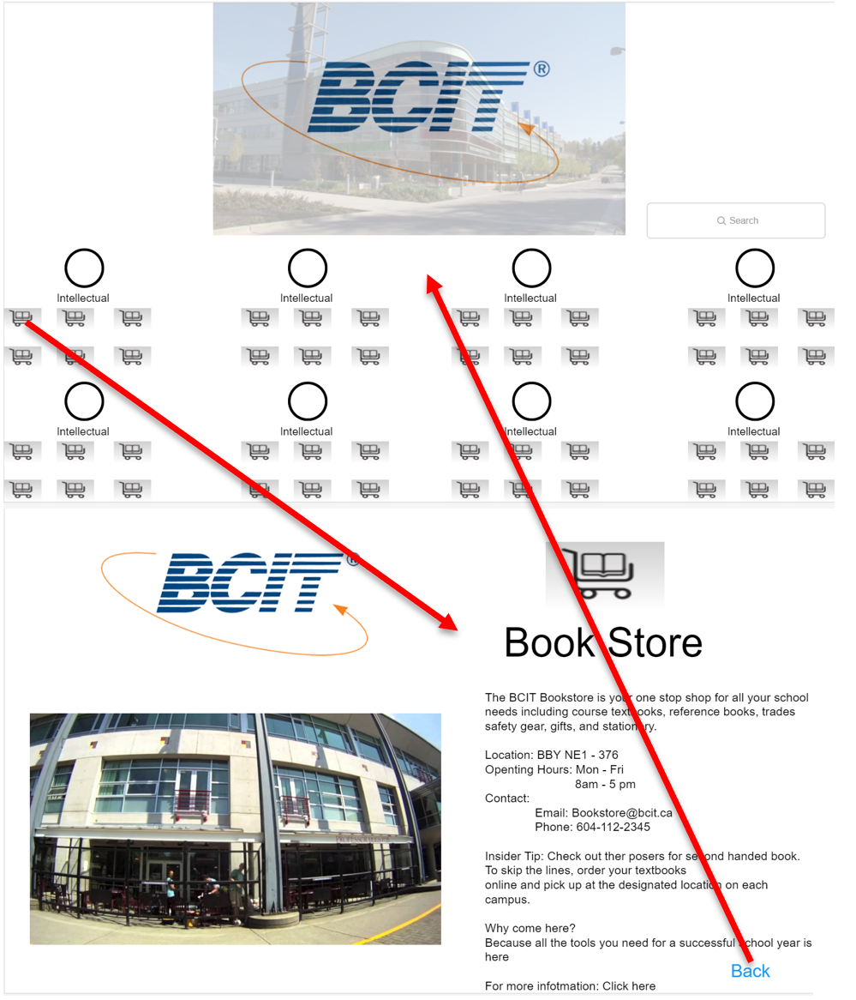 BCIT®
Search
Intellectual Intellectual Intellectual Intellectual
Intellectual Intellectual Intellectual Intellectual
BCIT®
Book Store
The BCIT Bookstore is your one stop shop for all your school
needs including course textbooks, reference books, trades
safety gear, gifts, and stationery.
Location: BBY NE1 - 376
Openting Hours: Mon - Fri
8am - 5 pm
Contact:
Email: Bookstore@bcit.ca
Phone: 604-112-2345
Insider Tip: Check out ther posers for second handed book.
To skip the lines, order your textbooks
online and pick up at the designated location on each
campus.
Why come here?
Because all the tools you need for a successful school year is
here
Back
For more infotmation: Click here